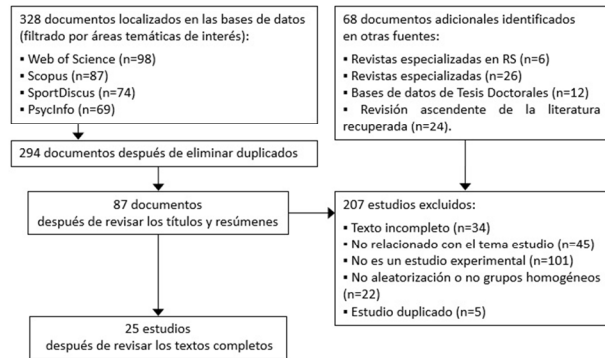 328 documentos localizados en las bases de datos
(filtrado por áreas temáticas de interés):
▪ Web of Science (n=98)
▪ Scopus (n=87)
▪ SportDiscus (n=74)
▪ PsycInfo (n=69)
68 documentos adicionales identificados
en otras fuentes:
▪ Revistas especializadas en RS (n=6)
▪ Revistas especializadas (n=26)
▪ Bases de datos de Tesis Doctorales (n=12)
▪ Revisión ascendente de la literatura
recuperada (n=24).
294 documentos después de eliminar duplicados
87 documentos
después de revisar los títulos y resúmenes
207 estudios excluidos:
▪ Texto incompleto (n=34)
▪ No relacionado con el tema estudio (n=45)
▪ No es un estudio experimental (n=101)
▪ No aleatorización o no grupos homogéneos
(n=22)
▪ Estudio duplicado (n=5)
25 estudios
después de revisar los textos completos